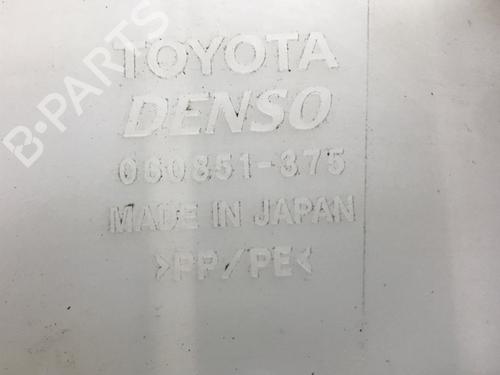 TOYOTA
DENSO
060851-375
MADE IN JAPAN
>PP/PE<
B-PARTS